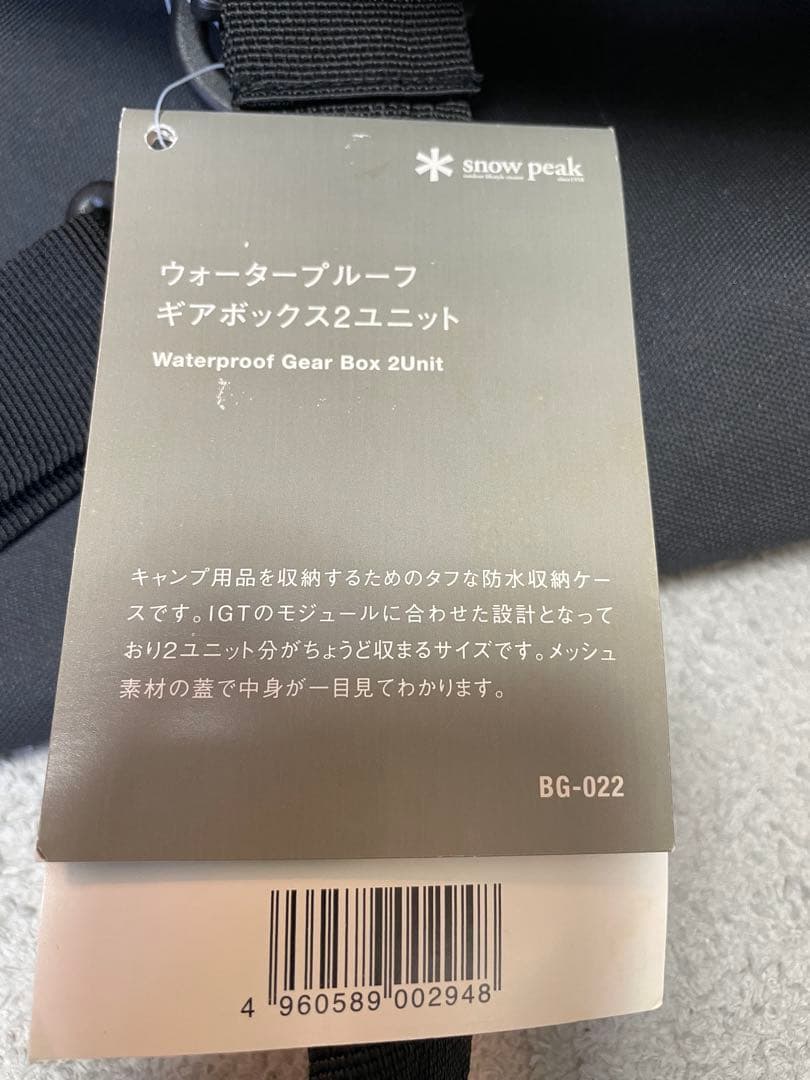 snow peak
ウォータープルーフ
ギアボックス2ユニット
Waterproof Gear Box 2Unit
キャンプ用品を収納するためのタフな防水収納ケー
スです。IGTのモジュールに合わせた設計となって
おり2ユニット分がちょうど収まるサイズです。メッシュ
素材の蓋で中身が一目見てわかります。
BG-022
4 960589 002948